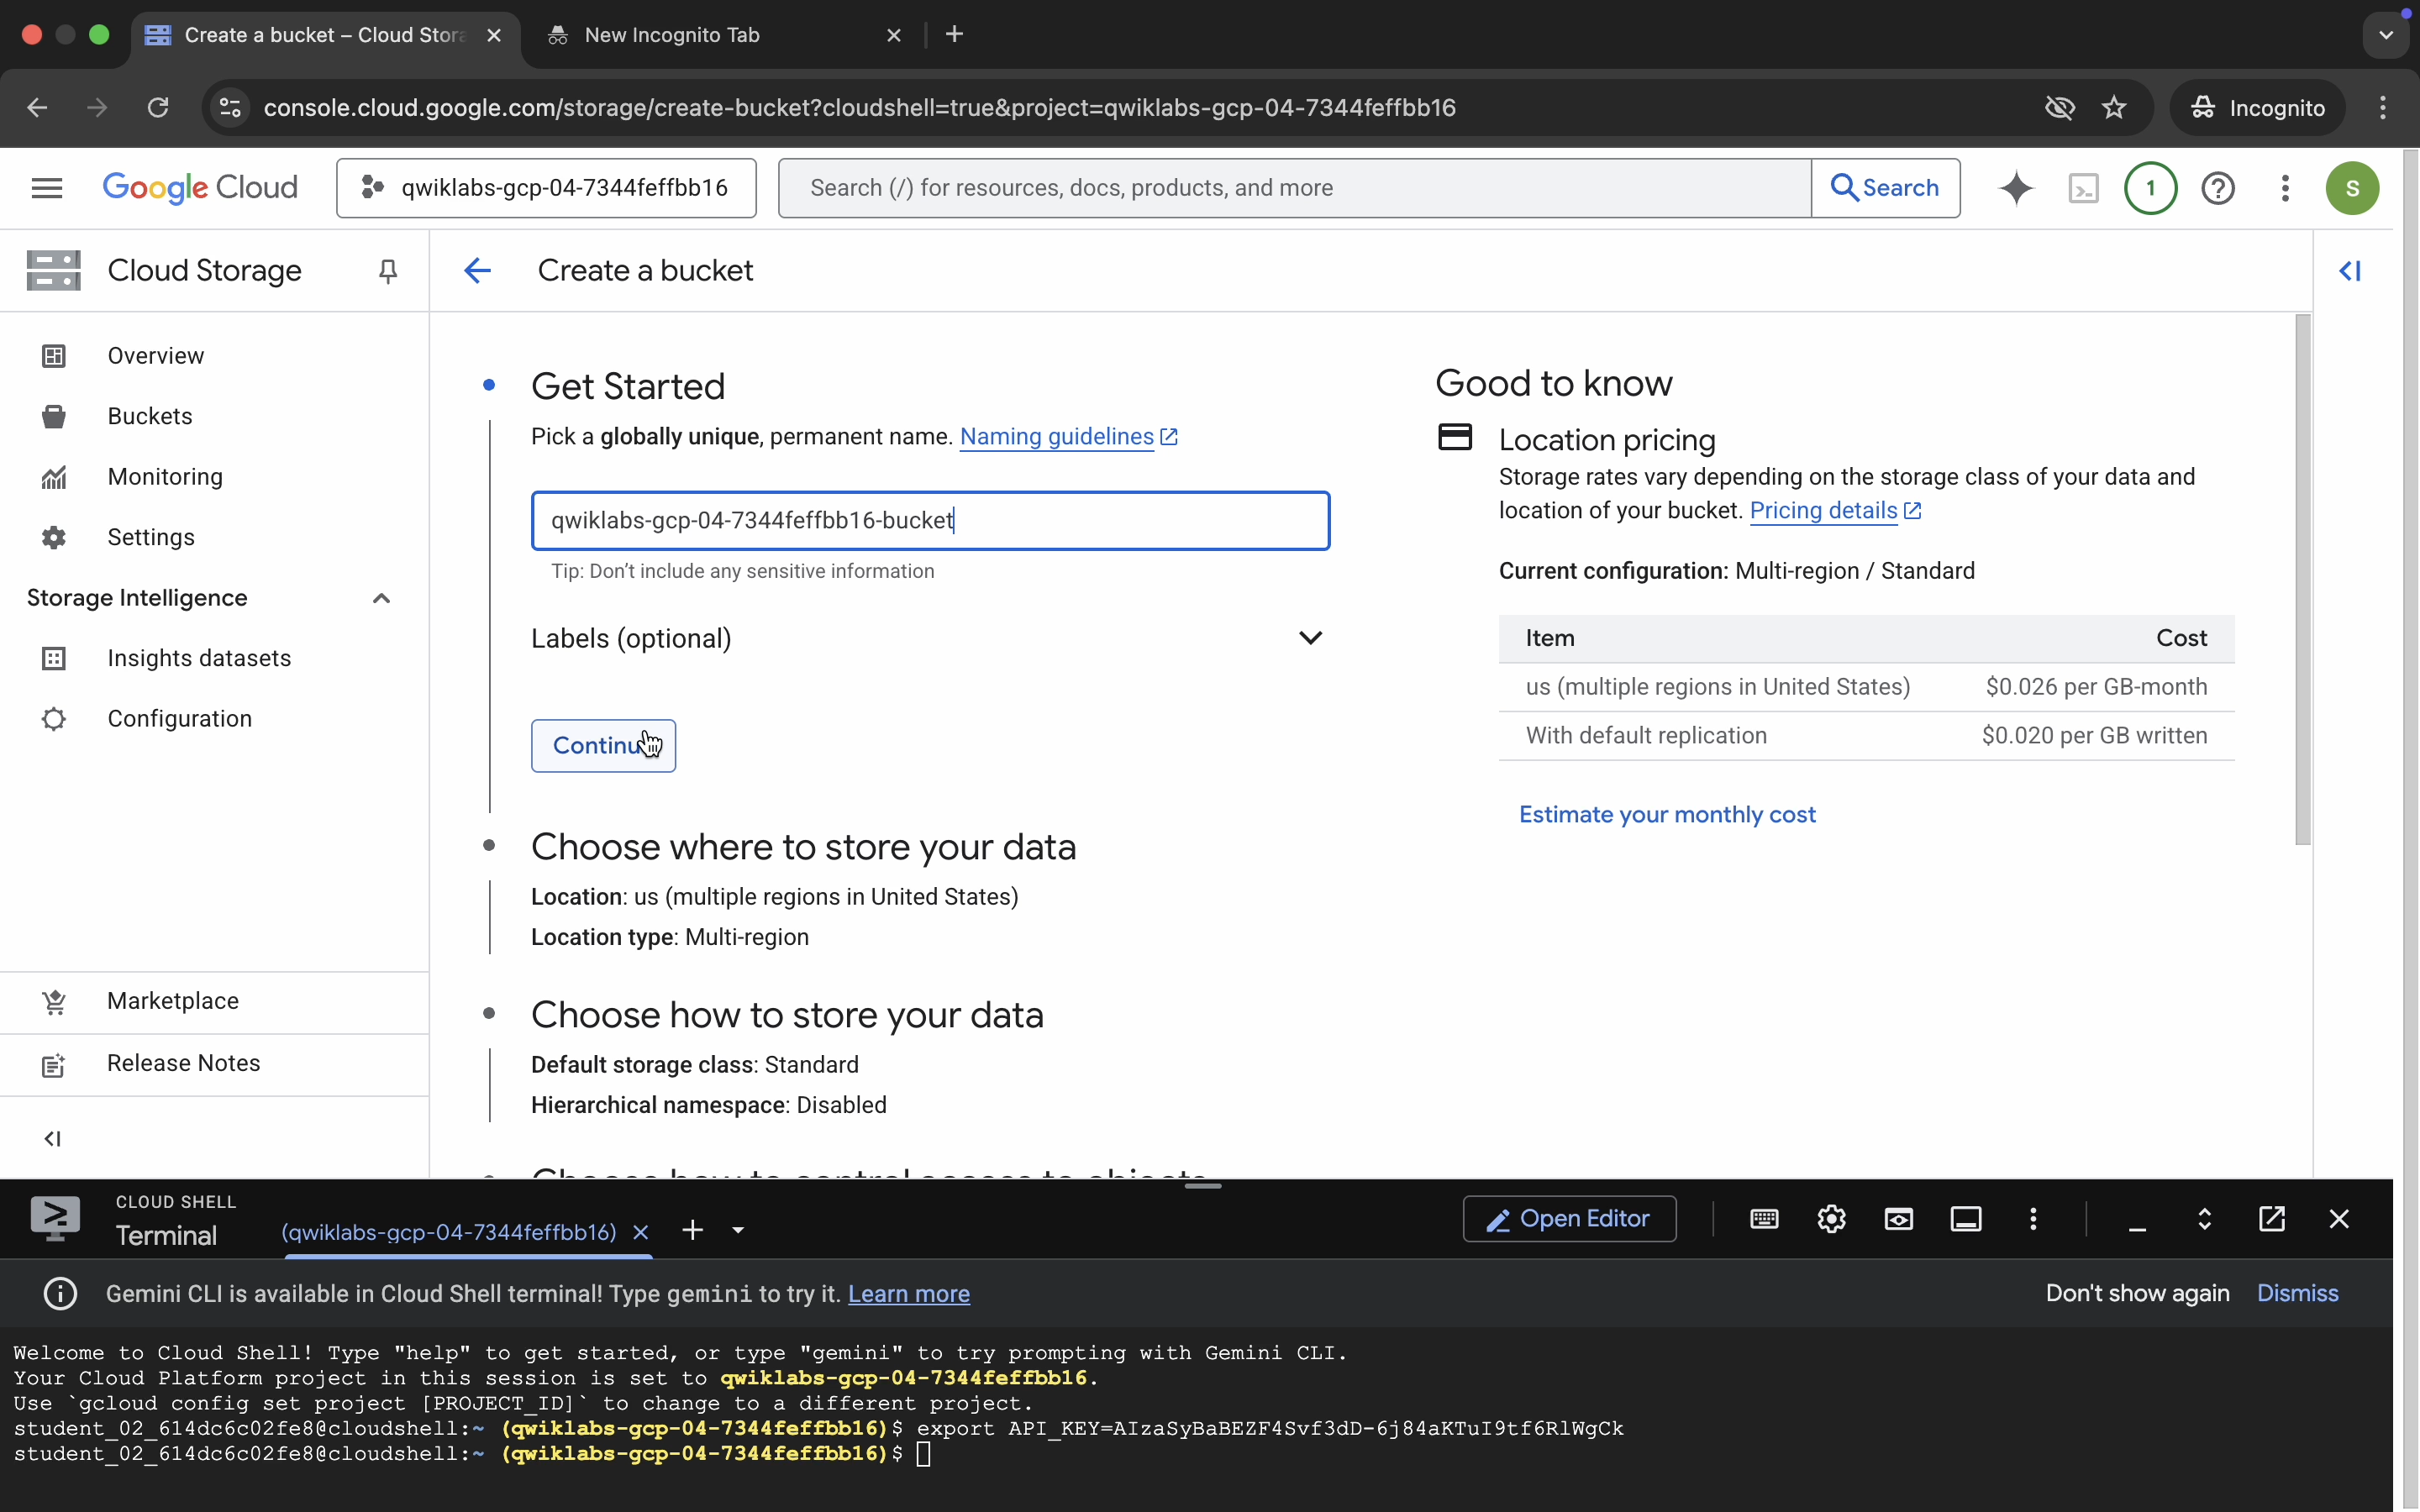 Create a bucket – Cloud Stora
New Incognito Tab
console.cloud.google.com/storage/create-bucket?cloudshell=true&project=qwiklabs-gcp-04-7344feffbb16
Incognito
Google Cloud
qwiklabs-gcp-04-7344feffbb16
Search (/) for resources, docs, products, and more
Search
1
S
Cloud Storage
Create a bucket
Overview
Buckets
Monitoring
Settings
Storage Intelligence
Insights datasets
Configuration
Marketplace
Release Notes
Get Started
Pick a globally unique, permanent name. Naming guidelines
qwiklabs-gcp-04-7344feffbb16-bucket
Tip: Don't include any sensitive information
Labels (optional)
Continu
Choose where to store your data
Location: us (multiple regions in United States)
Location type: Multi-region
Choose how to store your data
Default storage class: Standard
Hierarchical namespace: Disabled
Choose how to control access to objects
Good to know
Location pricing
Storage rates vary depending on the storage class of your data and
location of your bucket. Pricing details
Current configuration: Multi-region / Standard
Item Cost
us (multiple regions in United States) $0.026 per GB-month
With default replication $0.020 per GB written
Estimate your monthly cost
CLOUD SHELL
Terminal
(qwiklabs-gcp-04-7344feffbb16)
Open Editor
Gemini CLI is available in Cloud Shell terminal! Type gemini to try it. Learn more
Don't show again
Dismiss
Welcome to Cloud Shell! Type "help" to get started, or type "gemini" to try prompting with Gemini CLI.
Your Cloud Platform project in this session is set to qwiklabs-gcp-04-7344feffbb16.
Use `gcloud config set project [PROJECT_ID]` to change to a different project.
student_02_614dc6c02fe8@cloudshell:~ (qwiklabs-gcp-04-7344feffbb16)$ export API_KEY=AIzaSyBaBEZF4Svf3dD-6j84aKTuI9tf6RlWgCk
student_02_614dc6c02fe8@cloudshell:~ (qwiklabs-gcp-04-7344feffbb16)$